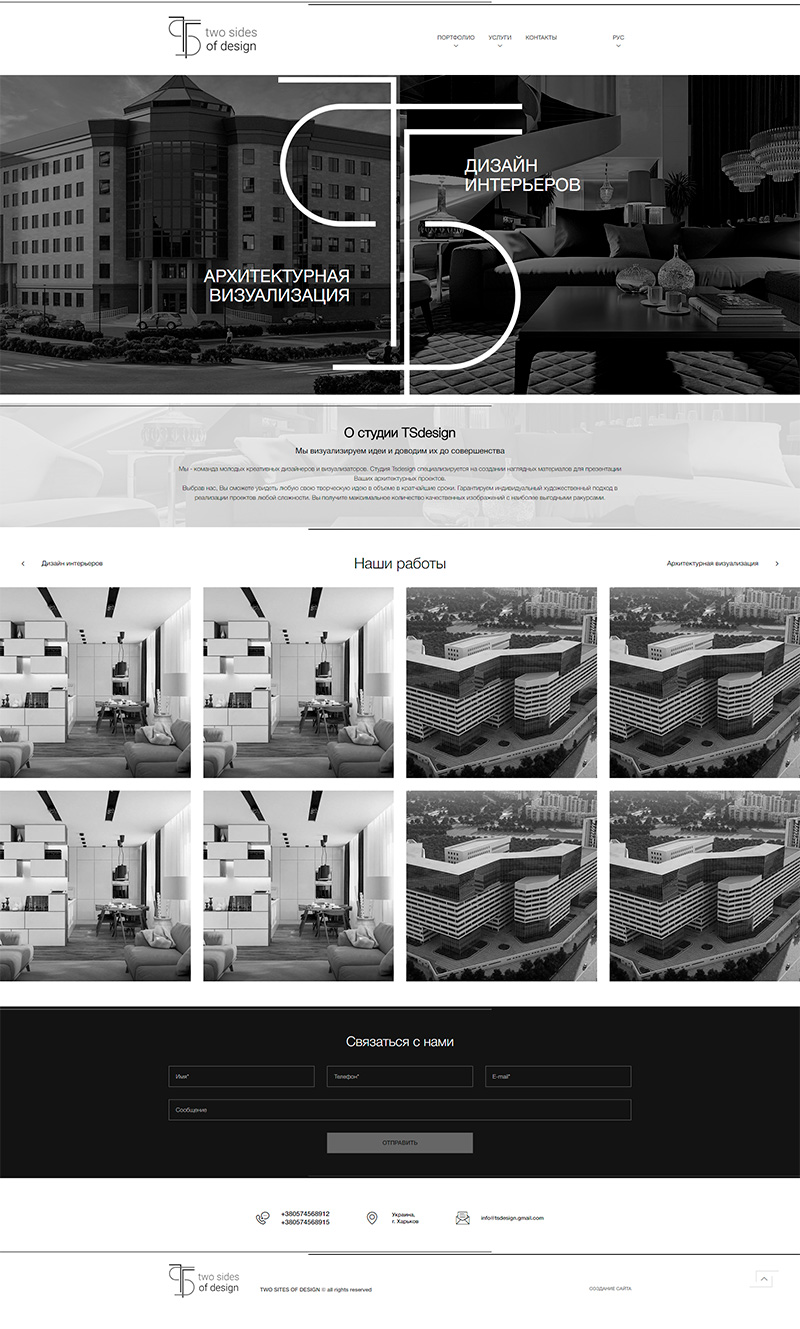 two sides
of design
ПОРТФОЛИО УСЛУГИ КОНТАКТЫ РУС
ДИЗАЙН
ИНТЕРЬЕРОВ
АРХИТЕКТУРНАЯ
ВИЗУАЛИЗАЦИЯ
О студии TSdesign
Мы визуализируем идеи и доводим их до совершенства
Мы - команда молодых креативных дизайнеров и визуализаторов. Студия Tsdesign специализируется на создании наглядных материалов для презентации
Ваших архитектурных проектов.
Выбрав нас, Вы сможете увидеть любую свою творческую идею в объеме в кратчайшие сроки. Гарантируем индивидуальный художественный подход в
реализации проектов любой сложности. Вы получите максимальное количество качественных изображений с наиболее выгодными ракурсами.
Дизайн интерьеров
Наши работы
Архитектурная визуализация
Связаться с нами
Имя* Телефон* E-mail*
Сообщение
ОТПРАВИТЬ
+380574568912
+380574568915
Украина,
г. Харьков
info@tsdesign.gmail.com
two sides
of design
TWO SITES OF DESIGN © all rights reserved
СОЗДАНИЕ САЙТА